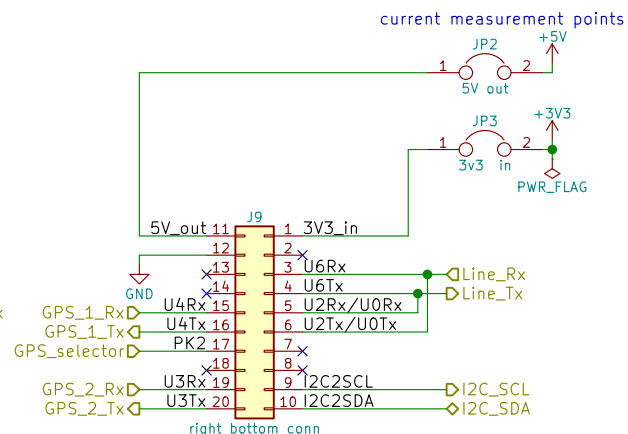 current measurement points
+5V
JP2
1 2
5V out
+3V3
JP3
1 2
3v3 in
PWR_FLAG
J9
5V_out 11 1 3V3_in
12 2
13 3 U6Rx Line_Rx
GND 14 4 U6Tx Line_Tx
GPS_1_Rx U4Rx 15 5 U2Rx/U0Rx
GPS_1_Tx U4Tx 16 6 U2Tx/U0Tx
GPS_selector PK2 17 7
18 8
GPS_2_Rx U3Rx 19 9 I2C2SCL I2C_SCL
GPS_2_Tx U3Tx 20 10 I2C2SDA I2C_SDA
right bottom conn